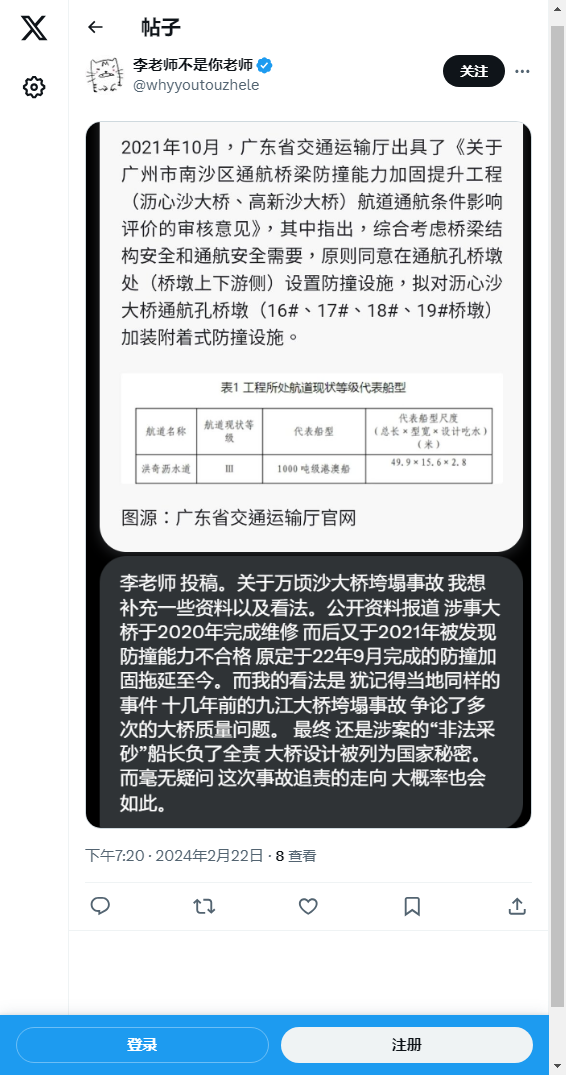 帖子
李老师不是你老师
@whyyoutouzhele
关注
2021年10月，广东省交通运输厅出具了《关于
广州市南沙区通航桥梁防撞能力加固提升工程
（沥心沙大桥、高新沙大桥）航道通航条件影响
评价的审核意见》，其中指出，综合考虑桥梁结
构安全和通航安全需要，原则同意在通航孔桥墩
处（桥墩上下游侧）设置防撞设施，拟对沥心沙
大桥通航孔桥墩（16#、17#、18#、19#桥墩）
加装附着式防撞设施。
表1 工程所处航道现状等级代表船型
航道名称 航道现状等级 代表船型 代表船型尺度（总长×型宽×设计吃水）（米）
洪奇沥水道 III 1000 吨级港澳船 49.9×15.6×2.8
图源：广东省交通运输厅官网
李老师 投稿。关于万顷沙大桥垮塌事故 我想
补充一些资料以及看法。公开资料报道 涉事大
桥于2020年完成维修 而后又于2021年被发现
防撞能力不合格 原定于22年9月完成的防撞加
固拖延至今。而我的看法是 犹记得当地同样的
事件 十几年前的九江大桥垮塌事故 争论了多
次的大桥质量问题。 最终 还是涉案的“非法采
砂”船长负了全责 大桥设计被列为国家秘密。
而毫无疑问 这次事故追责的走向 大概率也会
如此。
下午7:20 · 2024年2月22日 · 8 查看
登录
注册